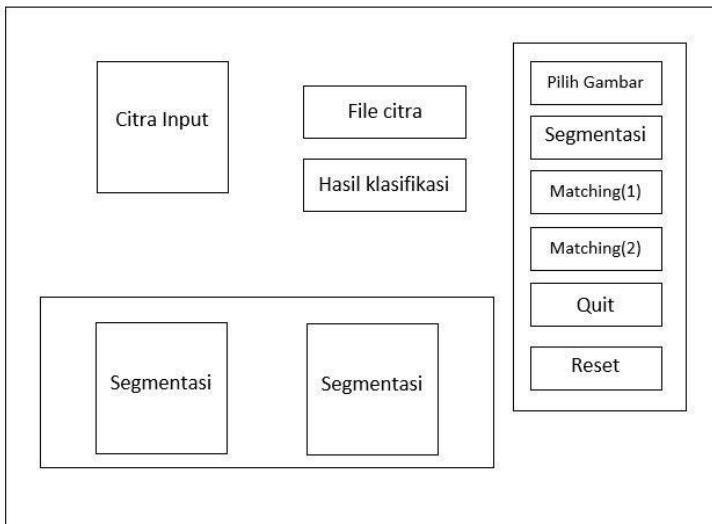 Citra Input
File citra
Hasil klasifikasi
Pilih Gambar
Segmentasi
Matching(1)
Matching(2)
Quit
Reset
Segmentasi
Segmentasi